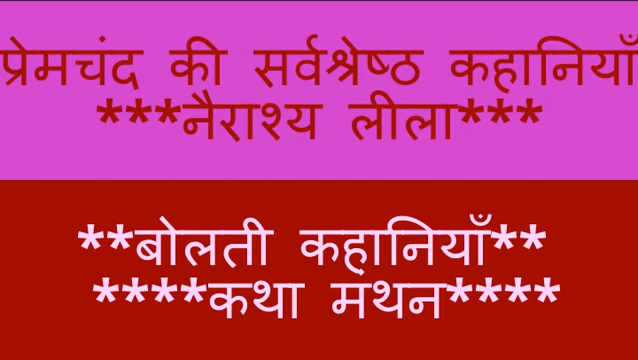 प्रेमचंद की सर्वश्रेष्ठ कहानियाँ
***नैराश्य लीला***
**बोलती कहानियाँ**
****कथा मथन****